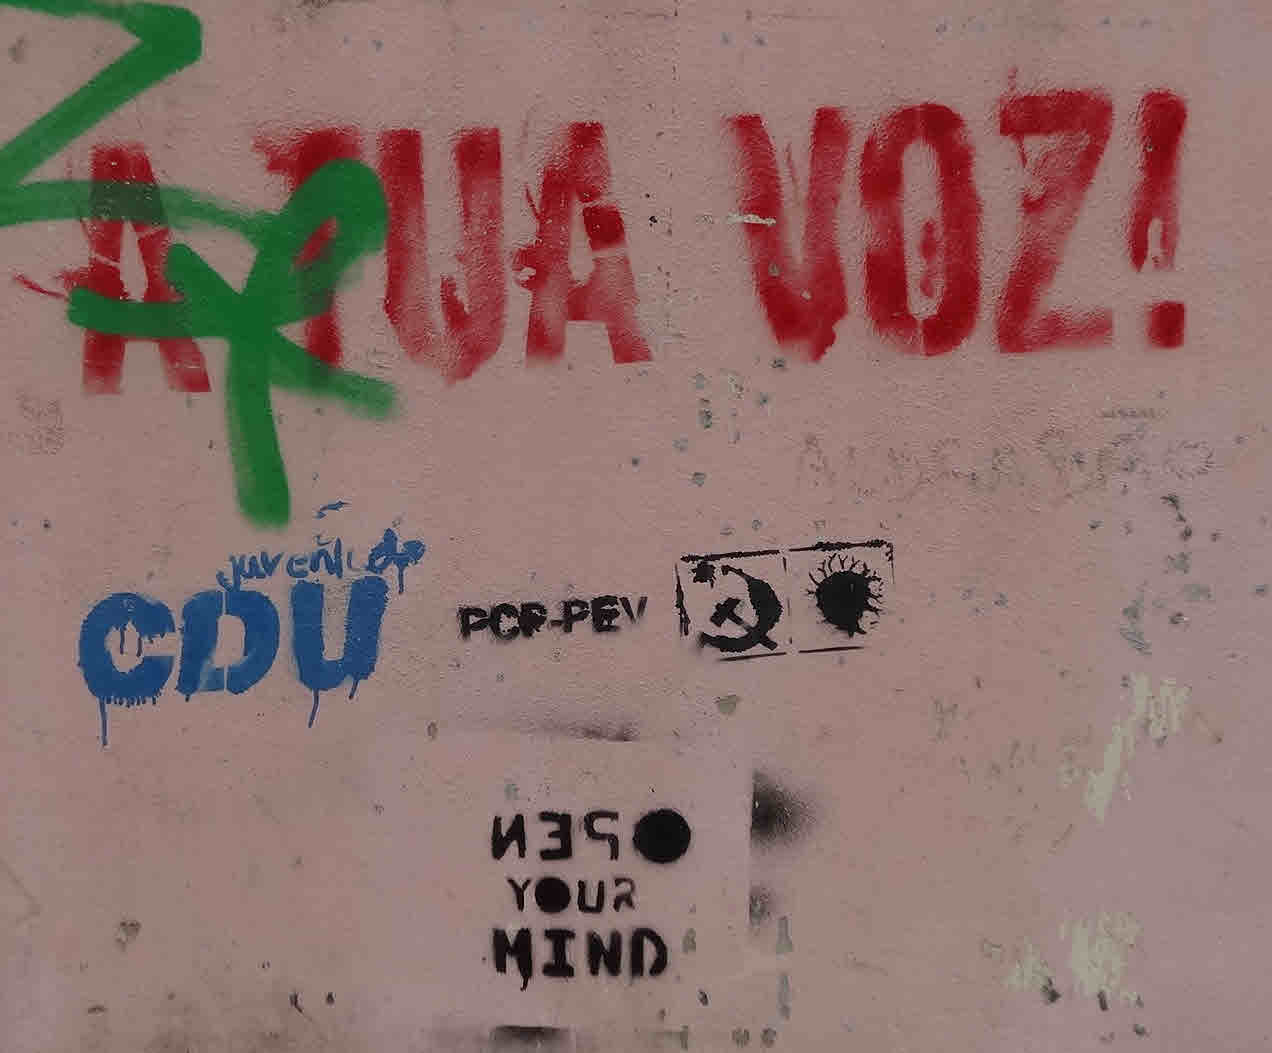 A TUA VOZ!
juventude
CDU
PCP-PEV
OPEN
YOUR
MIND